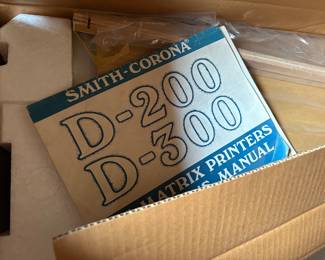 SMITH-CORONA®
D-200
D-300
MATRIX PRINTERS
MANUAL